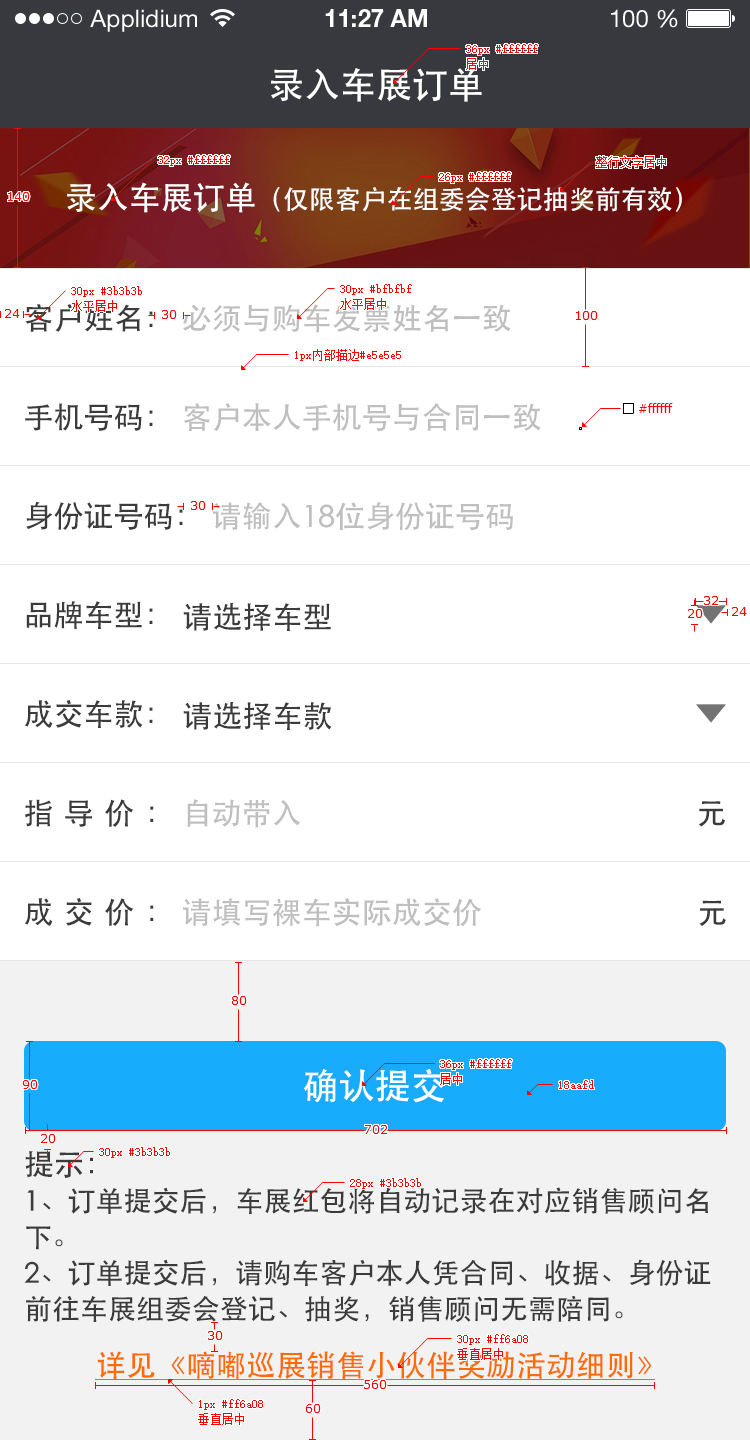 Applidium 11:27 AM 100 %
36px #ffffff
居中
录入车展订单
32px #ffffff
整行文字居中
26px #ffffff
140
录入车展订单（仅限客户在组委会登记抽奖前有效）
30px #3b3b3b
水平居中
30px #bfbfbf
水平居中
24
客户姓名：
30
必须与购车发票姓名一致
100
1px内部描边#e5e5e5
手机号码：
客户本人手机号与合同一致
#ffffff
身份证号码：
30
请输入18位身份证号码
品牌车型：
请选择车型
32
20
24
成交车款：
请选择车款
指导价：
自动带入
元
成交价：
请填写裸车实际成交价
元
80
36px #ffffff
居中
90
确认提交
18aafd
702
20
30px #3b3b3b
提示：
28px #3b3b3b
1、订单提交后，车展红包将自动记录在对应销售顾问名
下。
2、订单提交后，请购车客户本人凭合同、收据、身份证
前往车展组委会登记、抽奖，销售顾问无需陪同。
30
30px #ff6a08
垂直居中
详见《嘀嘟巡展销售小伙伴奖励活动细则》
560
1px #ff6a08
垂直居中
60